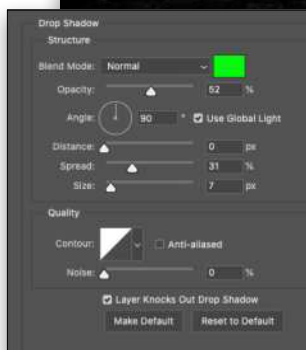 Drop Shadow
Structure
Blend Mode: Normal
Opacity: 52 %
Angle: 90 ° Use Global Light
Distance: 0 px
Spread: 31 %
Size: 7 px
Quality
Contour: Anti-aliased
Noise: 0 %
Layer Knocks Out Drop Shadow
Make Default Reset to Default